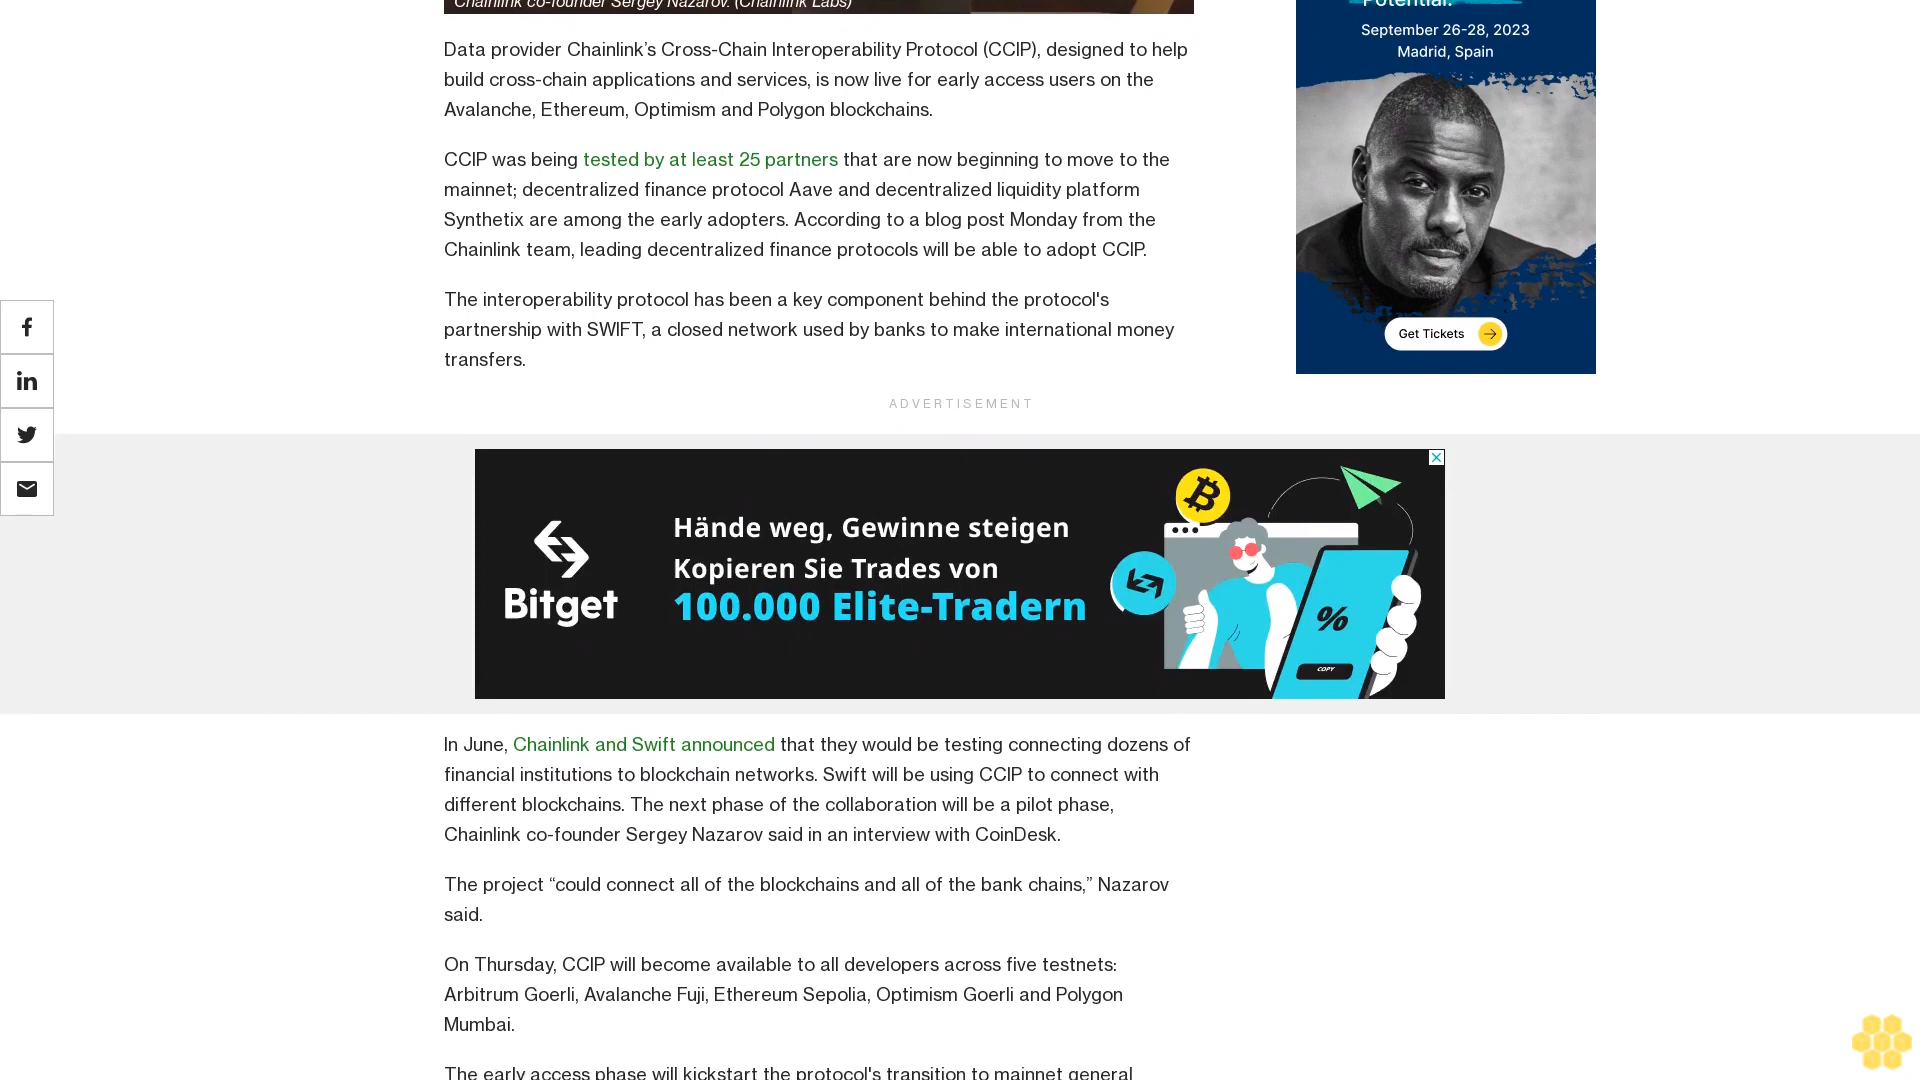 Chainlink co-founder Sergey Nazarov. (Chainlink Labs)
Potential.
September 26-28, 2023
Madrid, Spain
Get Tickets
Data provider Chainlink’s Cross-Chain Interoperability Protocol (CCIP), designed to help
build cross-chain applications and services, is now live for early access users on the
Avalanche, Ethereum, Optimism and Polygon blockchains.
CCIP was being tested by at least 25 partners that are now beginning to move to the
mainnet; decentralized finance protocol Aave and decentralized liquidity platform
Synthetix are among the early adopters. According to a blog post Monday from the
Chainlink team, leading decentralized finance protocols will be able to adopt CCIP.
The interoperability protocol has been a key component behind the protocol's
partnership with SWIFT, a closed network used by banks to make international money
transfers.
ADVERTISEMENT
Bitget
Hände weg, Gewinne steigen
Kopieren Sie Trades von
100.000 Elite-Tradern
%
COPY
In June, Chainlink and Swift announced that they would be testing connecting dozens of
financial institutions to blockchain networks. Swift will be using CCIP to connect with
different blockchains. The next phase of the collaboration will be a pilot phase,
Chainlink co-founder Sergey Nazarov said in an interview with CoinDesk.
The project “could connect all of the blockchains and all of the bank chains,” Nazarov
said.
On Thursday, CCIP will become available to all developers across five testnets:
Arbitrum Goerli, Avalanche Fuji, Ethereum Sepolia, Optimism Goerli and Polygon
Mumbai.
The early access phase will kickstart the protocol's transition to mainnet general